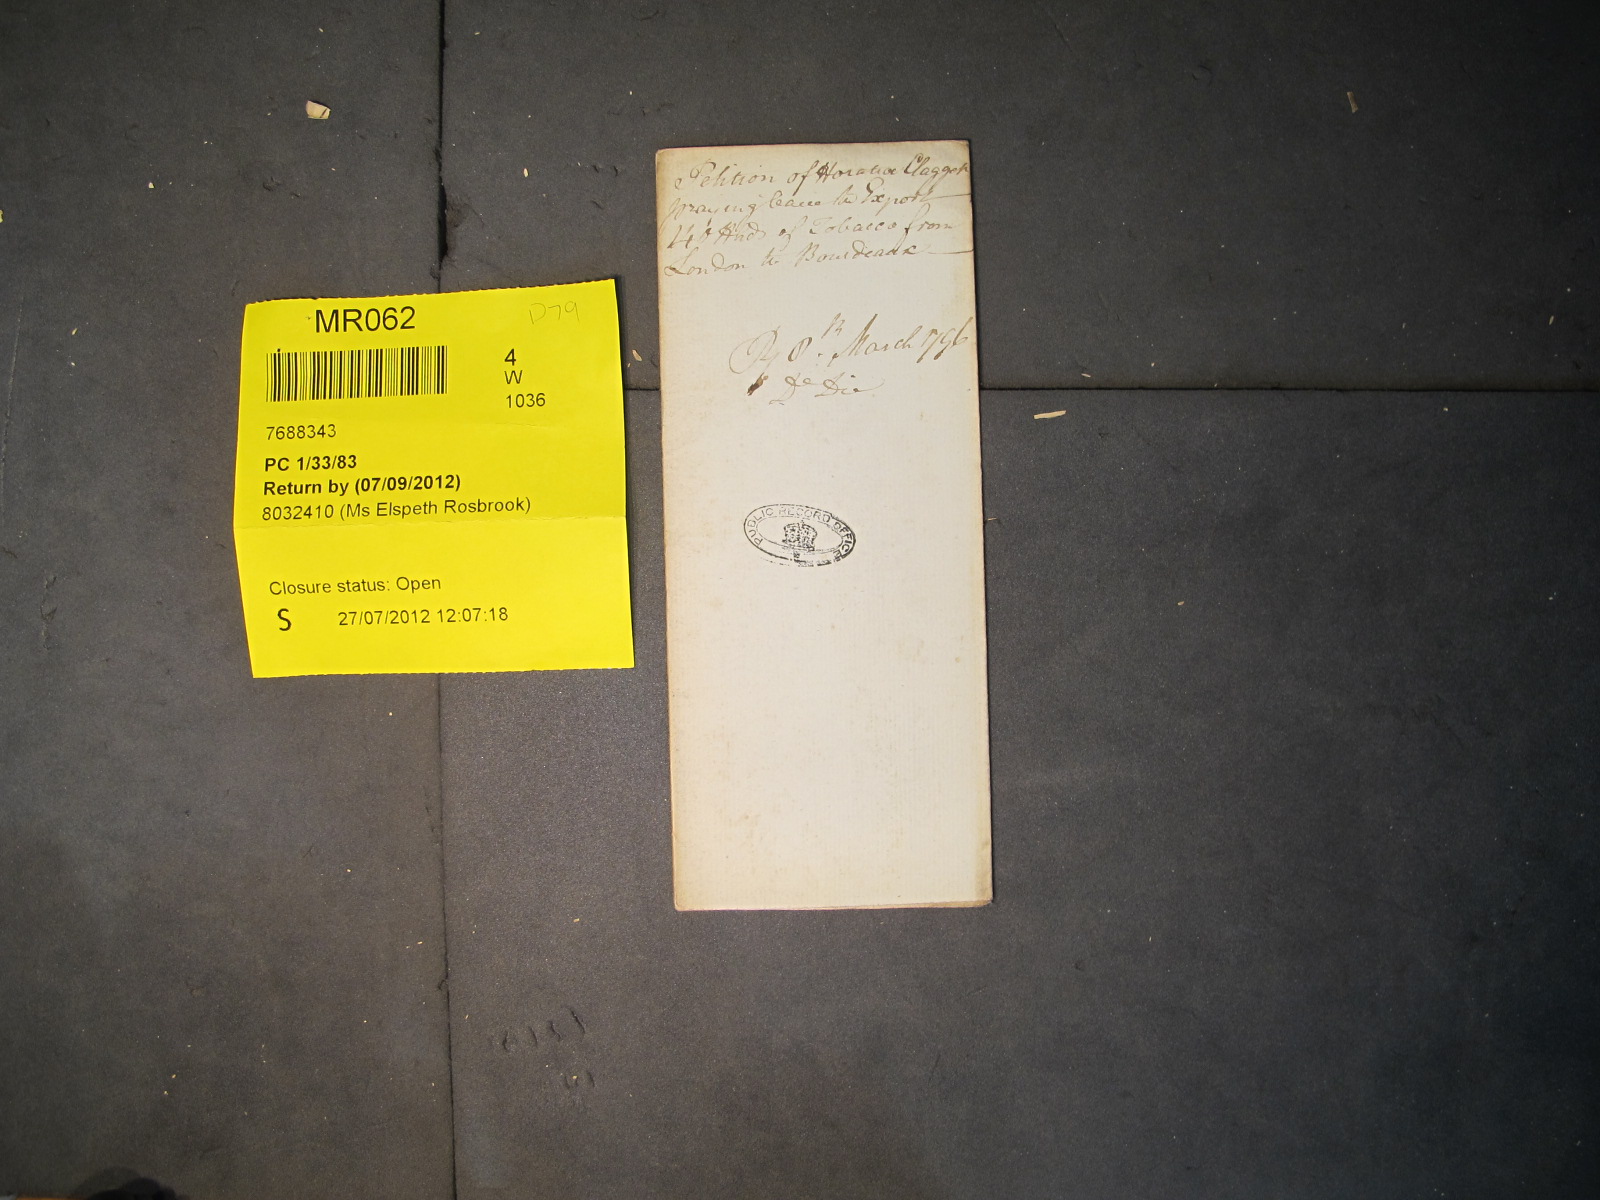 MR062
D79
4
W
1036
7688343
PC 1/33/83
Return by (07/09/2012)
8032410 (Ms Elspeth Rosbrook)
Closure status: Open
S 27/07/2012 12:07:18
Petition of Horatio Claggett
praying leave to Export
Hhds of Tobacco from
London to Bourdeaux
8th March 1796
PUBLIC RECORD OFFICE